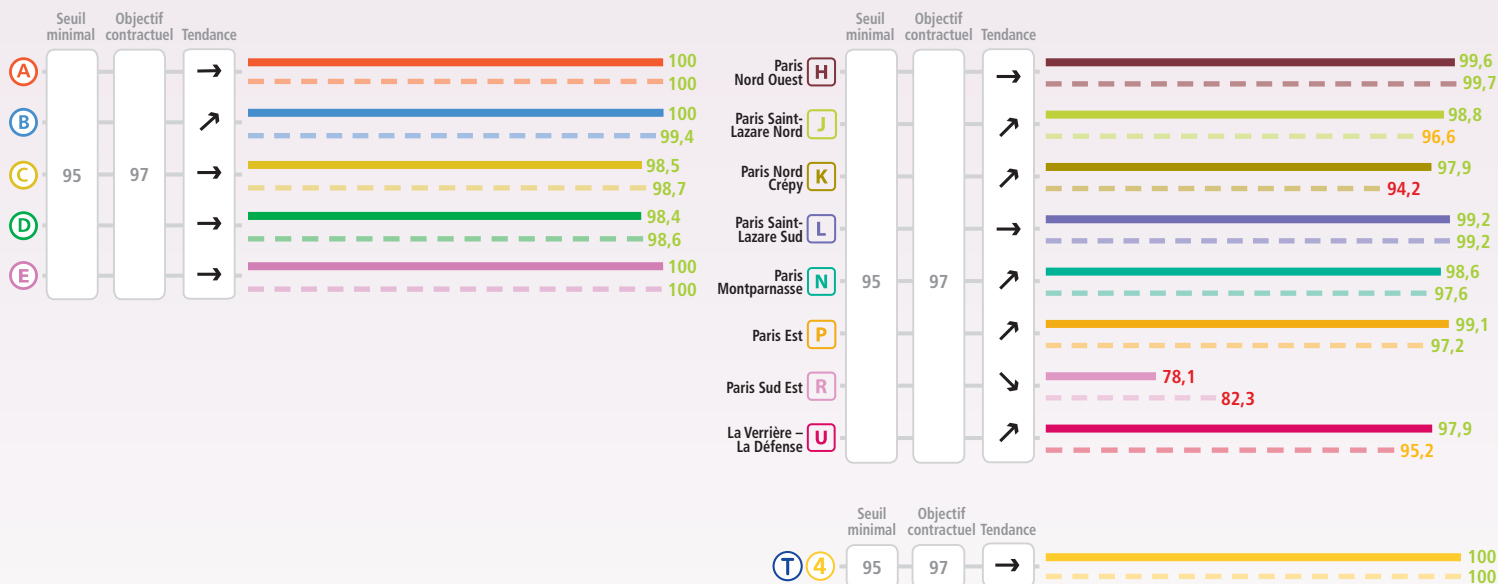 Seuil minimal Objectif contractuel Tendance
A 100
100
B 100
99,4
C 95 97 98,5
98,7
D 98,4
98,6
E 100
100
Seuil minimal Objectif contractuel Tendance
Paris Nord Ouest H 99,6
99,7
Paris Saint-Lazare Nord J 98,8
96,6
Paris Nord Crépy K 97,9
94,2
Paris Saint-Lazare Sud L 99,2
99,2
Paris Montparnasse N 95 97 98,6
97,6
Paris Est P 99,1
97,2
Paris Sud Est R 78,1
82,3
La Verrière – La Défense U 97,9
95,2
Seuil minimal Objectif contractuel Tendance
T 4 95 97 100
100